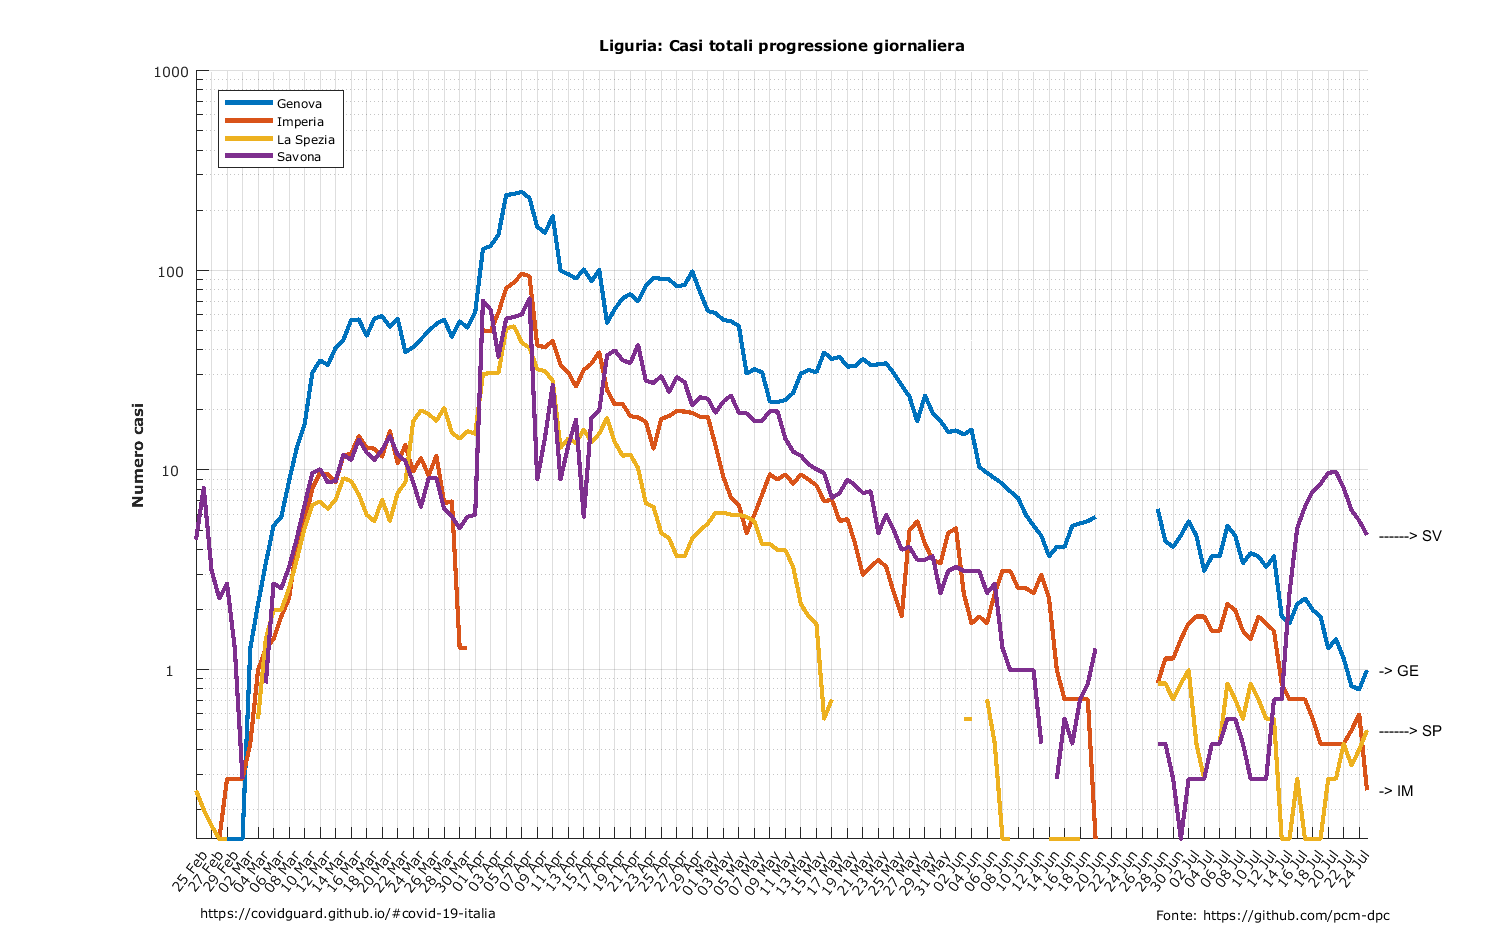 Liguria: Casi totali progressione giornaliera
1000
100
10
1
Numero casi
Genova
Imperia
La Spezia
Savona
------> SV
-> GE
------> SP
-> IM
25 Feb
27 Feb
29 Feb
02 Mar
04 Mar
06 Mar
08 Mar
10 Mar
12 Mar
14 Mar
16 Mar
18 Mar
20 Mar
22 Mar
24 Mar
26 Mar
28 Mar
30 Mar
01 Apr
03 Apr
05 Apr
07 Apr
09 Apr
11 Apr
13 Apr
15 Apr
17 Apr
19 Apr
21 Apr
23 Apr
25 Apr
27 Apr
29 Apr
01 May
03 May
05 May
07 May
09 May
11 May
13 May
15 May
17 May
19 May
21 May
23 May
25 May
27 May
29 May
31 May
02 Jun
04 Jun
06 Jun
08 Jun
10 Jun
12 Jun
14 Jun
16 Jun
18 Jun
20 Jun
22 Jun
24 Jun
26 Jun
28 Jun
30 Jun
02 Jul
04 Jul
06 Jul
08 Jul
10 Jul
12 Jul
14 Jul
16 Jul
18 Jul
20 Jul
22 Jul
24 Jul
https://covidguard.github.io/#covid-19-italia
Fonte: https://github.com/pcm-dpc